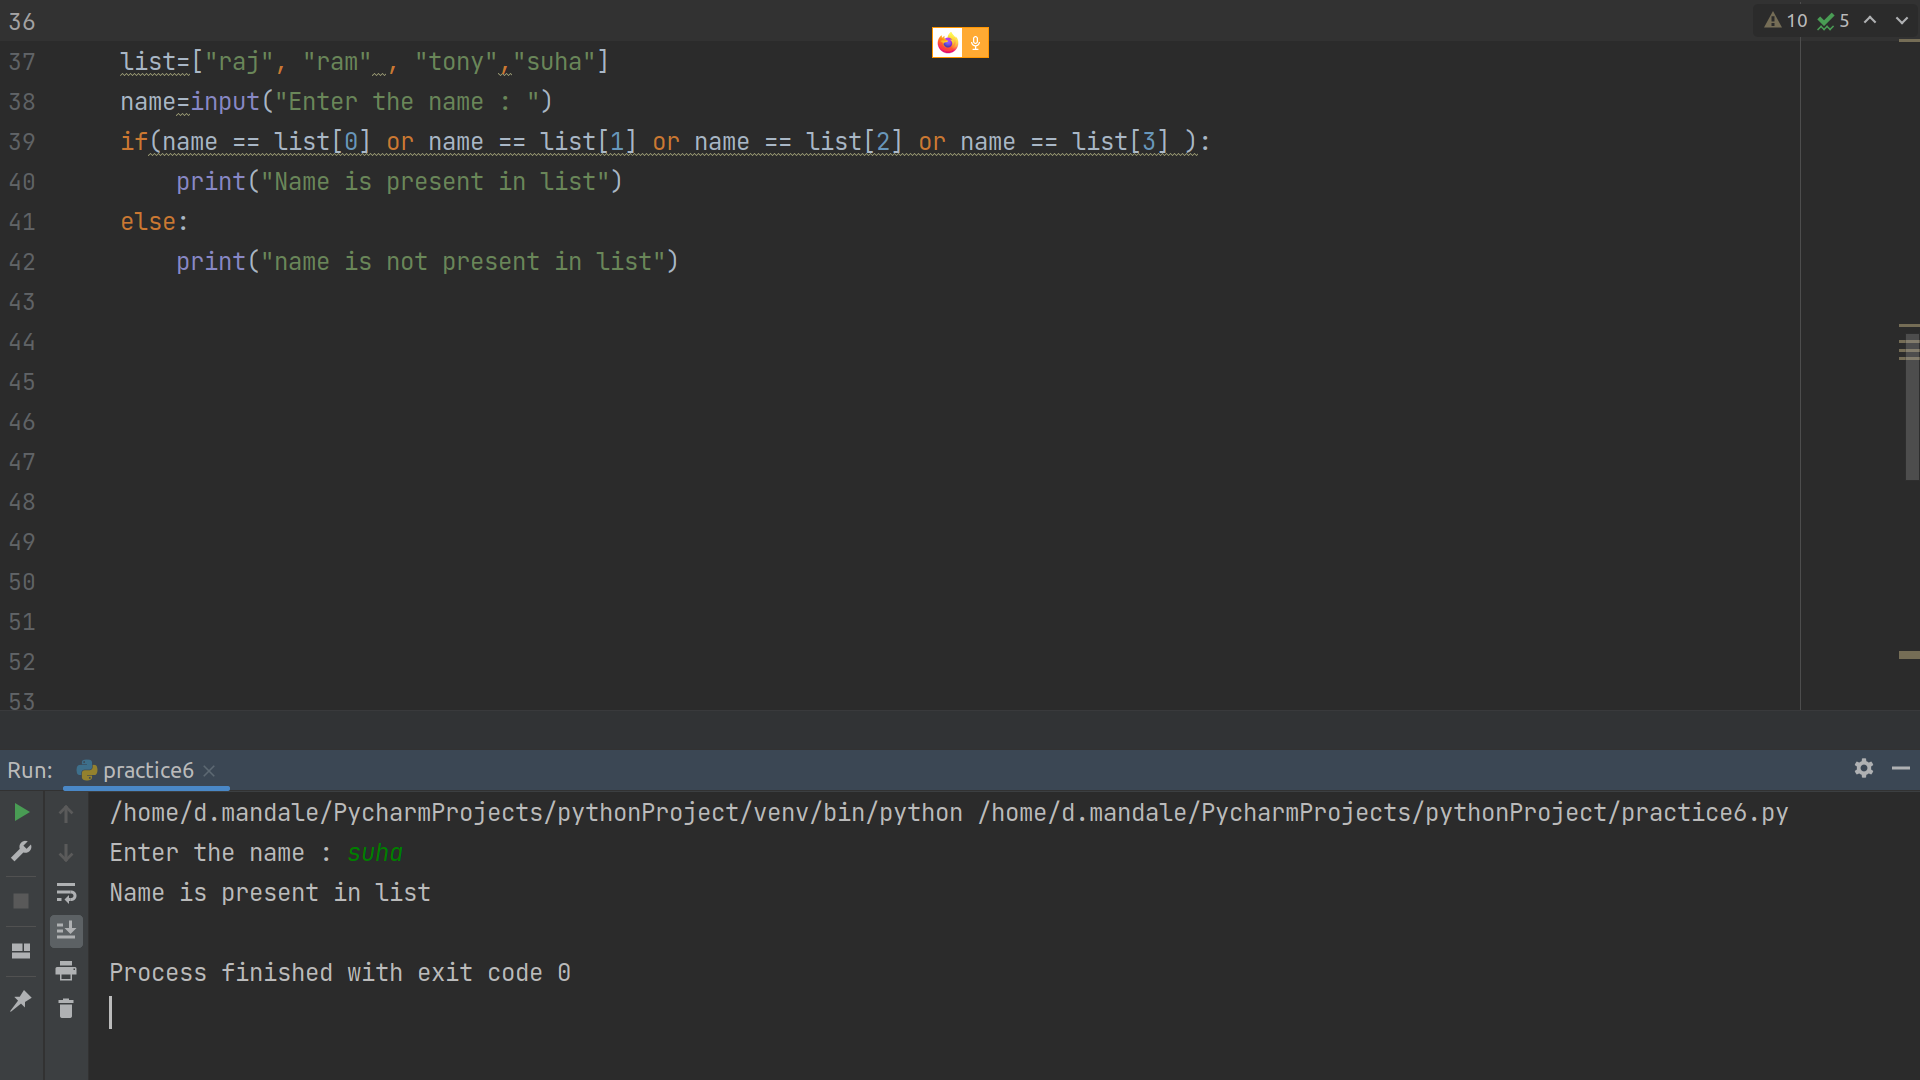 36
10 5
37 list=["raj", "ram" , "tony","suha"]
38 name=input("Enter the name : ")
39 if(name == list[0] or name == list[1] or name == list[2] or name == list[3] ):
40 print("Name is present in list")
41 else:
42 print("name is not present in list")
43
44
45
46
47
48
49
50
51
52
53
Run: practice6
/home/d.mandale/PycharmProjects/pythonProject/venv/bin/python /home/d.mandale/PycharmProjects/pythonProject/practice6.py
Enter the name : suha
Name is present in list
Process finished with exit code 0